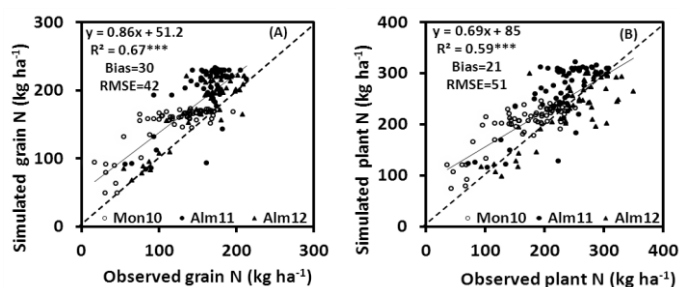 (A)
y = 0.86x + 51.2
R² = 0.67***
Bias=30
RMSE=42
Simulated grain N (kg ha⁻¹)
300
200
100
0
0 100 200 300
Mon10 Alm11 Alm12
Observed grain N (kg ha⁻¹)
(B)
y = 0.69x + 85
R² = 0.59***
Bias=21
RMSE=51
Simulated plant N (kg ha⁻¹)
400
300
200
100
0
0 100 200 300 400
Mon10 Alm11 Alm12
Observed plant N (kg ha⁻¹)